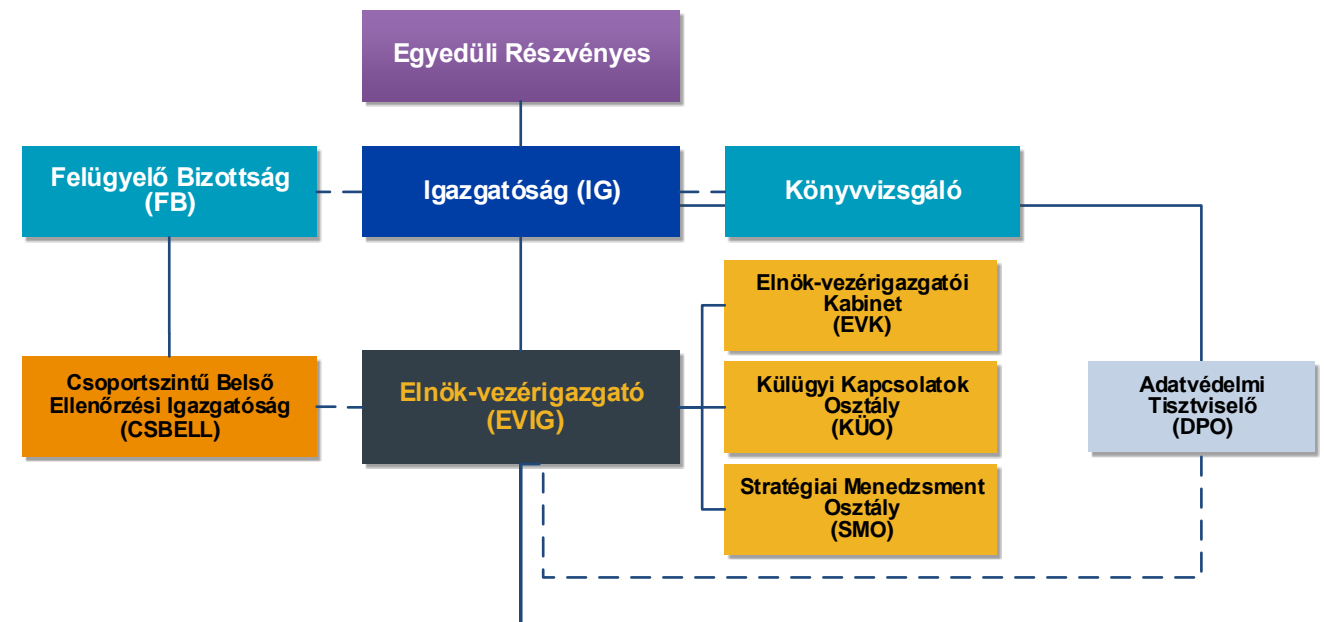 Egyedüli Részvényes
Felügyelő Bizottság
(FB)
Igazgatóság (IG)
Könyvvizsgáló
Elnök-vezérigazgatói
Kabinet
(EVK)
Csoportszintű Belső
Ellenőrzési Igazgatóság
(CSBELL)
Elnök-vezérigazgató
(EVIG)
Külügyi Kapcsolatok
Osztály
(KÜO)
Adatvédelmi
Tisztviselő
(DPO)
Stratégiai Menedzsment
Osztály
(SMO)